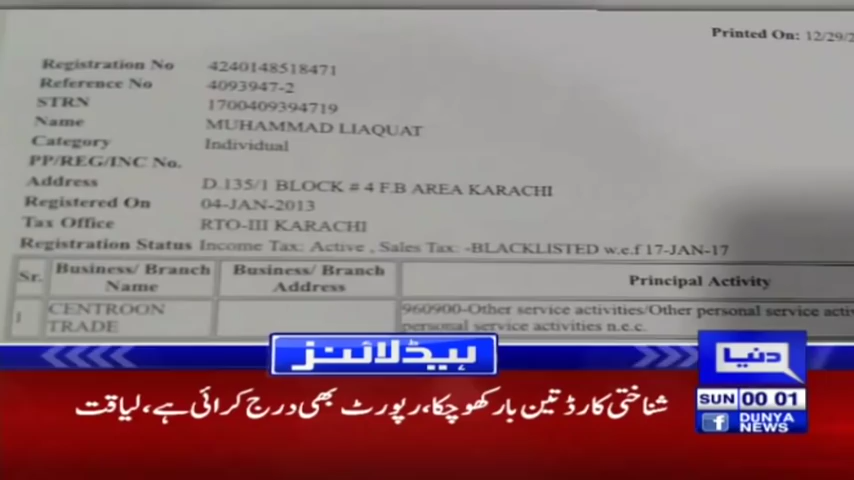 Printed On: 12/29/2
Registration No 4240148518471
Reference No 4093947-2
STRN 1700409394719
Name MUHAMMAD LIAQUAT
Category Individual
PP/REG/INC No.
Address D.135/1 BLOCK # 4 F.B AREA KARACHI
Registered On 04-JAN-2013
Tax Office RTO-III KARACHI
Registration Status Income Tax: Active , Sales Tax: -BLACKLISTED w.e.f 17-JAN-17
Sr. Business/ Branch Name Business/ Branch Address Principal Activity
1 CENTROON TRADE 960900-Other service activities/Other personal service
personal service activities n.e.c.
ہیڈلائنز
دنیا
شناختی کارڈ تین بار کھو چکا، رپورٹ بھی درج کرائی ہے، لیاقت
SUN 00 01
f DUNYA NEWS